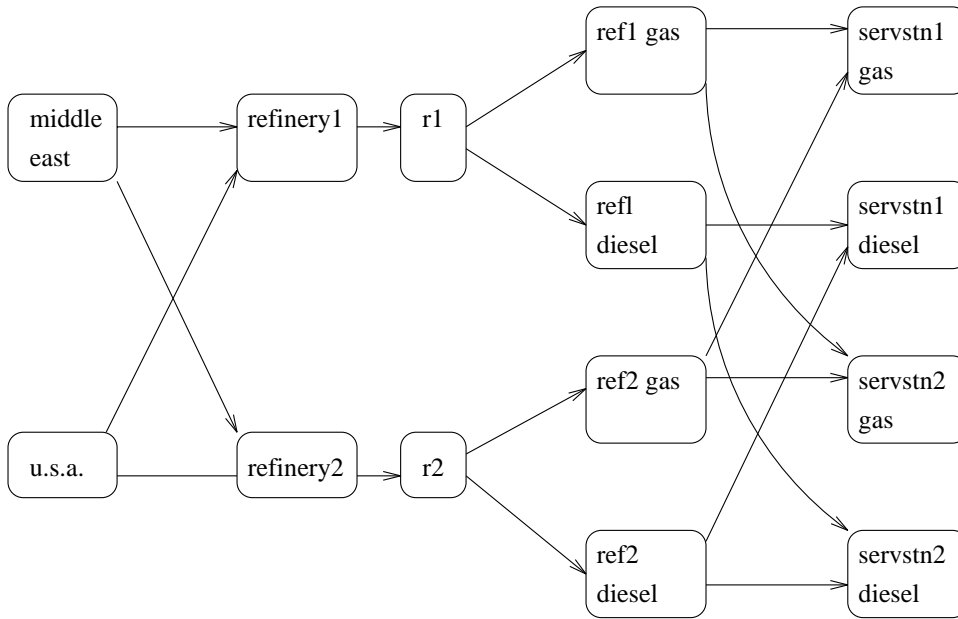 middle
east
u.s.a.
refinery1
refinery2
r1
r2
ref1 gas
refl
diesel
ref2 gas
ref2
diesel
servstn1
gas
servstn1
diesel
servstn2
gas
servstn2
diesel